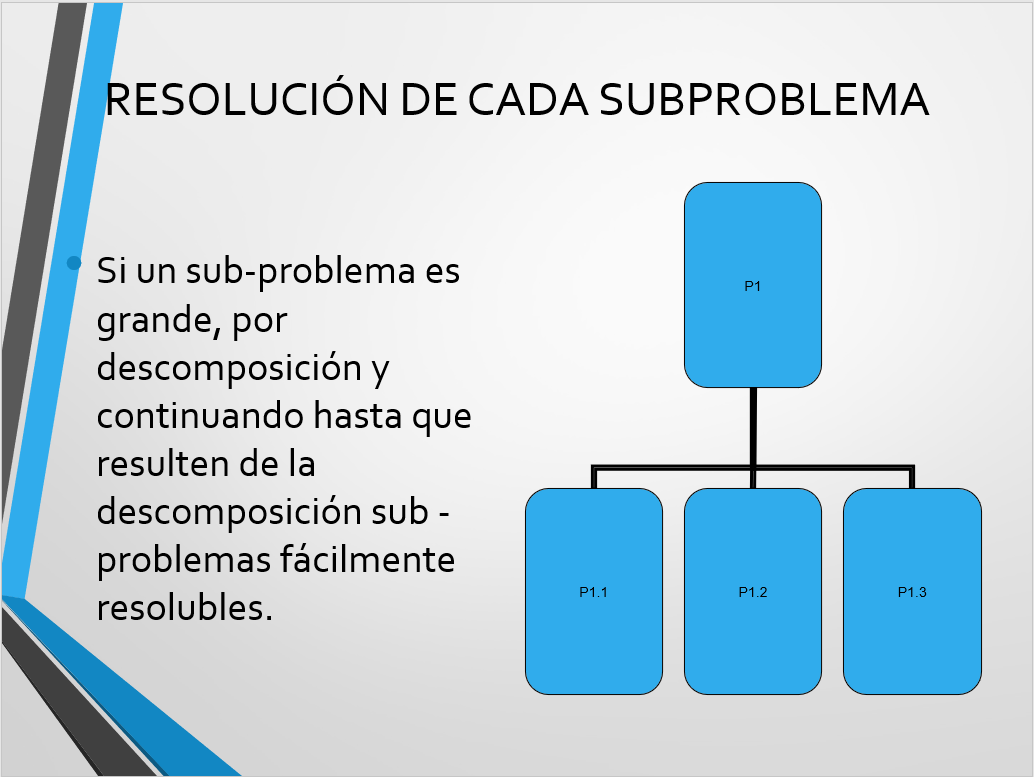 RESOLUCIÓN DE CADA SUBPROBLEMA
Si un sub-problema es
grande, por
descomposición y
continuando hasta que
resulten de la
descomposición sub -
problemas fácilmente
resolubles.
P1
P1.1
P1.2
P1.3